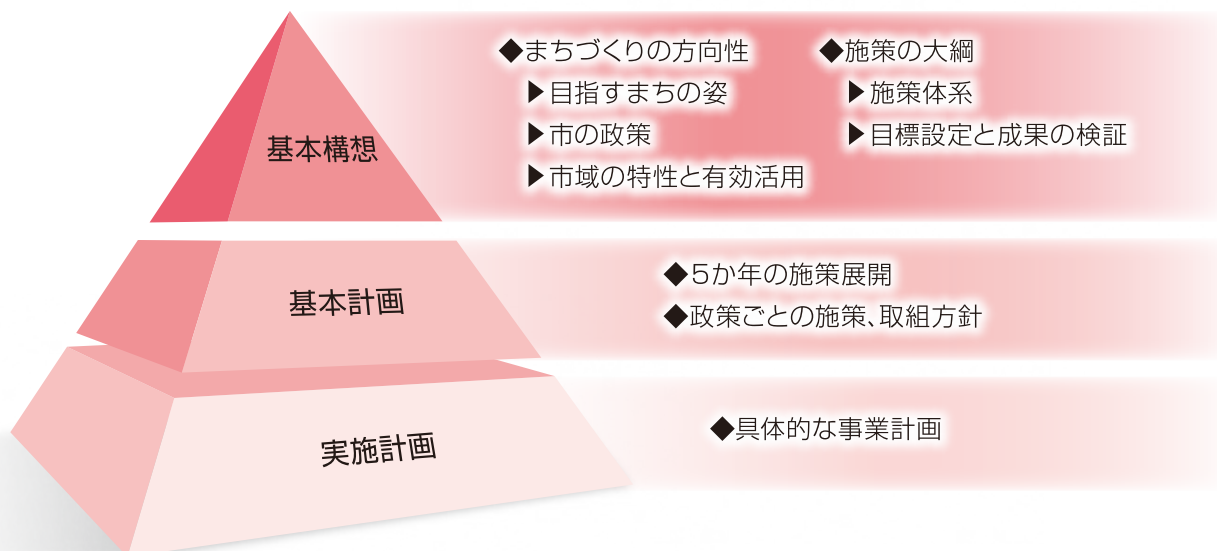 基本構想
◆まちづくりの方向性
▶目指すまちの姿
▶市の政策
▶市域の特性と有効活用
◆施策の大綱
▶施策体系
▶目標設定と成果の検証
基本計画
◆5か年の施策展開
◆政策ごとの施策、取組方針
実施計画
◆具体的な事業計画